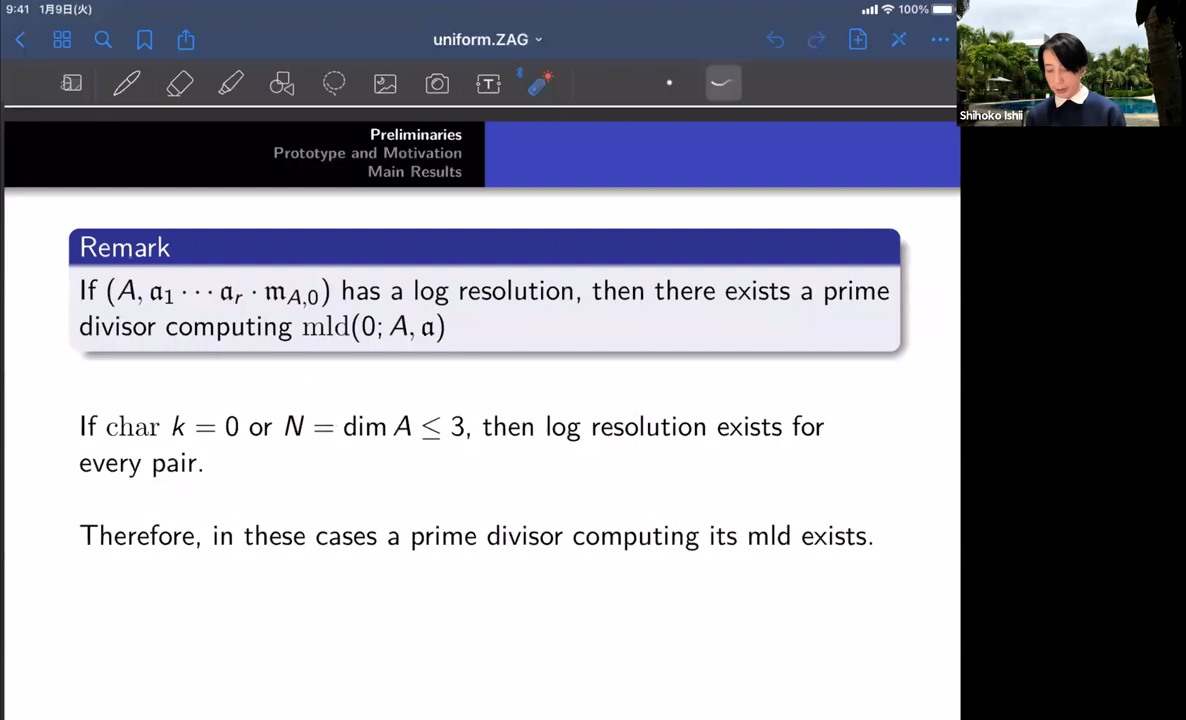 9:41 1月9日(火)
100%
uniform.ZAG
T
Shihoko Ishii
Preliminaries
Prototype and Motivation
Main Results
Remark
If (A, 𝔞₁ ⋯ 𝔞ᵣ · 𝔪_{A,0}) has a log resolution, then there exists a prime
divisor computing mld(0; A, 𝔞)
If char k = 0 or N = dim A ≤ 3, then log resolution exists for
every pair.
Therefore, in these cases a prime divisor computing its mld exists.